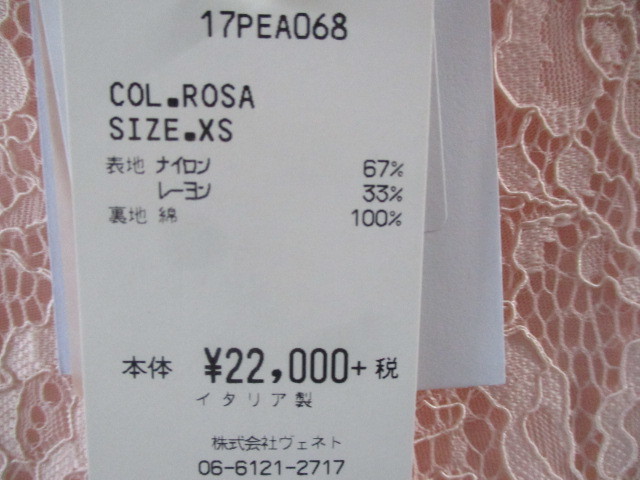 17PEA068
COL.ROSA
SIZE.XS
表地 ナイロン 67%
レーヨン 33%
裏地 綿 100%
本体 ¥22,000+税
イタリア製
株式会社ヴェネト
06-6121-2717